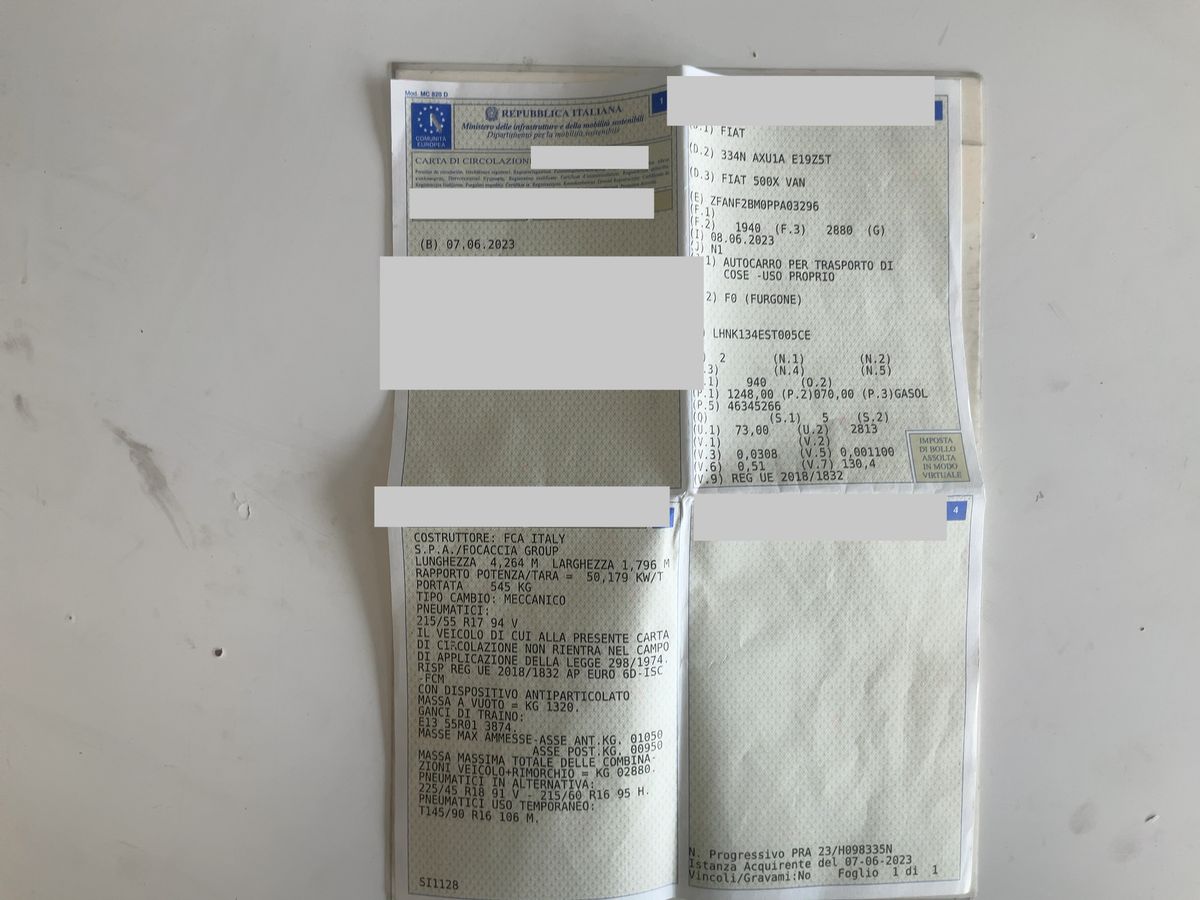 Mod. MC 820 D
REPUBBLICA ITALIANA
Ministero delle infrastrutture e della mobilità sostenibili
Dipartimento per la mobilità sostenibile
COMUNITÀ
EUROPEA
1
CARTA DI CIRCOLAZIONE
(B) 07.06.2023
.1) FIAT
(D.2) 334N AXU1A E19Z5T
(D.3) FIAT 500X VAN
(E) ZFANF2BM0PPA03296
(F.1)
(F.2) 1940 (F.3) 2880 (G)
(I) 08.06.2023
(J) N1
1) AUTOCARRO PER TRASPORTO DI
COSE -USO PROPRIO
2) F0 (FURGONE)
) LHNK134EST005CE
) 2 (N.1) (N.2)
.3) (N.4) (N.5)
.1) 940 (O.2)
(P.1) 1248,00 (P.2)070,00 (P.3)GASOL
(P.5) 46345266
(Q) (S.1) 5 (S.2)
(U.1) 73,00 (U.2) 2813
(V.1) (V.2)
(V.3) 0,0308 (V.5) 0,001100
(V.6) 0,51 (V.7) 130,4
(V.9) REG UE 2018/1832
IMPOSTA
DI BOLLO
ASSOLTA
IN MODO
VIRTUALE
COSTRUTTORE: FCA ITALY
S.P.A./FOCACCIA GROUP
LUNGHEZZA 4,264 M LARGHEZZA 1,796 M
RAPPORTO POTENZA/TARA = 50,179 KW/T
PORTATA 545 KG
TIPO CAMBIO: MECCANICO
PNEUMATICI:
215/55 R17 94 V
IL VEICOLO DI CUI ALLA PRESENTE CARTA
DI CIRCOLAZIONE NON RIENTRA NEL CAMPO
DI APPLICAZIONE DELLA LEGGE 298/1974.
RISP REG UE 2018/1832 AP EURO 6D-ISC
-FCM
CON DISPOSITIVO ANTIPARTICOLATO
MASSA A VUOTO = KG 1320.
GANCI DI TRAINO:
E13 55R01 3874.
MASSE MAX AMMESSE-ASSE ANT.KG. 01050
ASSE POST.KG. 00950
MASSA MASSIMA TOTALE DELLE COMBINA-
ZIONI VEICOLO+RIMORCHIO = KG 02880.
PNEUMATICI IN ALTERNATIVA:
225/45 R18 91 V - 215/60 R16 95 H.
PNEUMATICI USO TEMPORANEO:
T145/90 R16 106 M.
SI1128
4
N. Progressivo PRA 23/H098335N
Istanza Acquirente del 07-06-2023
Vincoli/Gravami:No Foglio 1 di 1